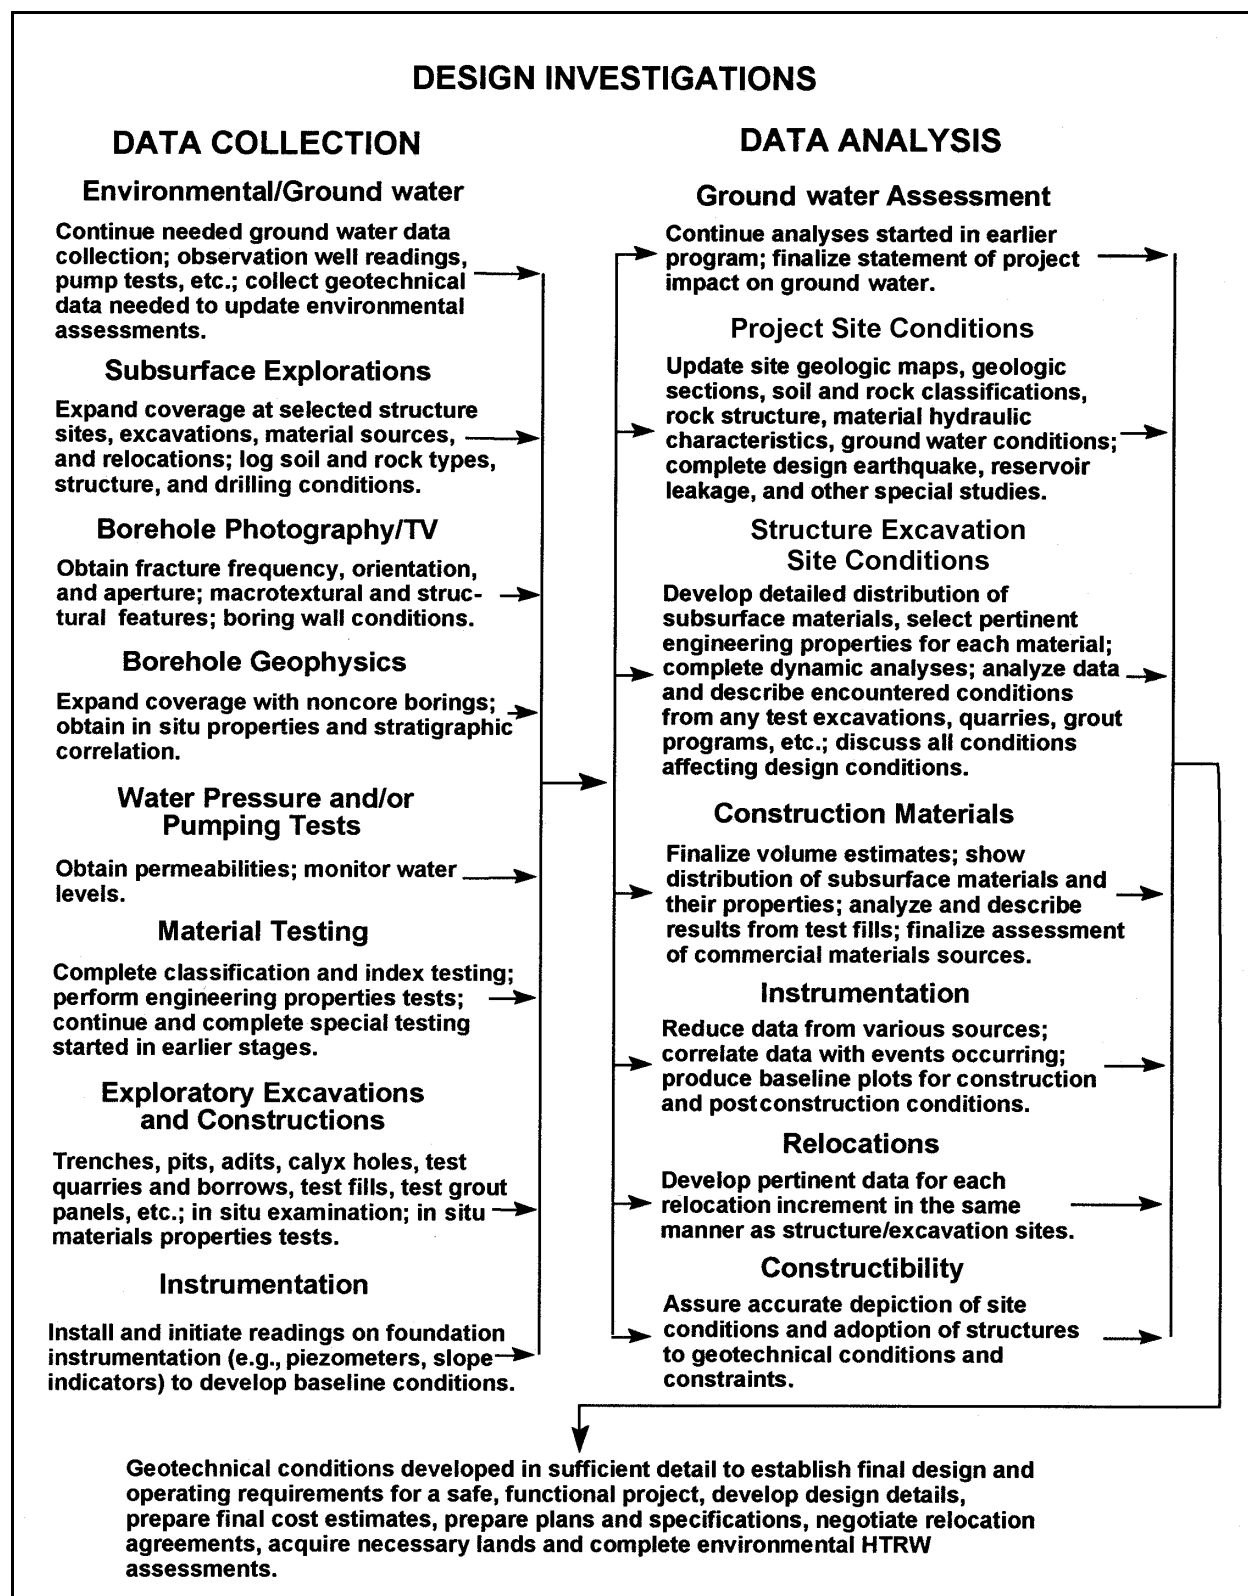 DESIGN INVESTIGATIONS
DATA COLLECTION
Environmental/Ground water
Continue needed ground water data
collection; observation well readings,
pump tests, etc.; collect geotechnical
data needed to update environmental
assessments.
Subsurface Explorations
Expand coverage at selected structure
sites, excavations, material sources,
and relocations; log soil and rock types,
structure, and drilling conditions.
Borehole Photography/TV
Obtain fracture frequency, orientation,
and aperture; macrotextural and struc-
tural features; boring wall conditions.
Borehole Geophysics
Expand coverage with noncore borings;
obtain in situ properties and stratigraphic
correlation.
Water Pressure and/or
Pumping Tests
Obtain permeabilities; monitor water
levels.
Material Testing
Complete classification and index testing;
perform engineering properties tests;
continue and complete special testing
started in earlier stages.
Exploratory Excavations
and Constructions
Trenches, pits, adits, calyx holes, test
quarries and borrows, test fills, test grout
panels, etc.; in situ examination; in situ
materials properties tests.
Instrumentation
Install and initiate readings on foundation
instrumentation (e.g., piezometers, slope
indicators) to develop baseline conditions.
DATA ANALYSIS
Ground water Assessment
Continue analyses started in earlier
program; finalize statement of project
impact on ground water.
Project Site Conditions
Update site geologic maps, geologic
sections, soil and rock classifications,
rock structure, material hydraulic
characteristics, ground water conditions;
complete design earthquake, reservoir
leakage, and other special studies.
Structure Excavation
Site Conditions
Develop detailed distribution of
subsurface materials, select pertinent
engineering properties for each material;
complete dynamic analyses; analyze data
and describe encountered conditions
from any test excavations, quarries, grout
programs, etc.; discuss all conditions
affecting design conditions.
Construction Materials
Finalize volume estimates; show
distribution of subsurface materials and
their properties; analyze and describe
results from test fills; finalize assessment
of commercial materials sources.
Instrumentation
Reduce data from various sources;
correlate data with events occurring;
produce baseline plots for construction
and postconstruction conditions.
Relocations
Develop pertinent data for each
relocation increment in the same
manner as structure/excavation sites.
Constructibility
Assure accurate depiction of site
conditions and adoption of structures
to geotechnical conditions and
constraints.
Geotechnical conditions developed in sufficient detail to establish final design and
operating requirements for a safe, functional project, develop design details,
prepare final cost estimates, prepare plans and specifications, negotiate relocation
agreements, acquire necessary lands and complete environmental HTRW
assessments.